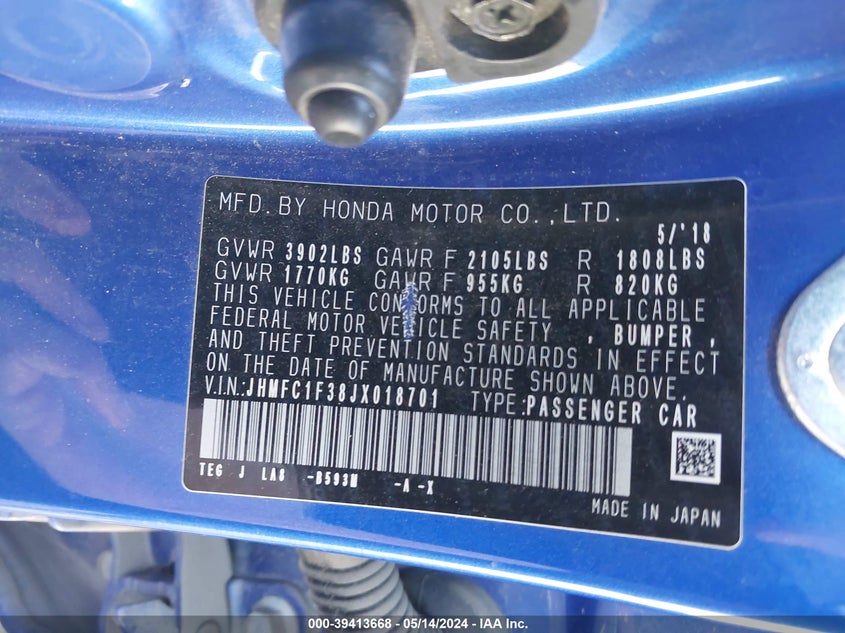 MFD. BY HONDA MOTOR CO.,LTD.
5/'18
GVWR 3902LBS GAWR F 2105LBS R 1808LBS
GVWR 1770KG GAWR F 955KG R 820KG
THIS VEHICLE CONFORMS TO ALL APPLICABLE
FEDERAL MOTOR VEHICLE SAFETY , BUMPER ,
AND THEFT PREVENTION STANDARDS IN EFFECT
ON THE DATE OF MANUFACTURE SHOWN ABOVE.
V.I.N:JHMFC1F38JX018701 TYPE:PASSENGER CAR
TEG J LA8 -B593M -A -X
MADE IN JAPAN
000-39413668 - 05/14/2024 - IAA Inc.